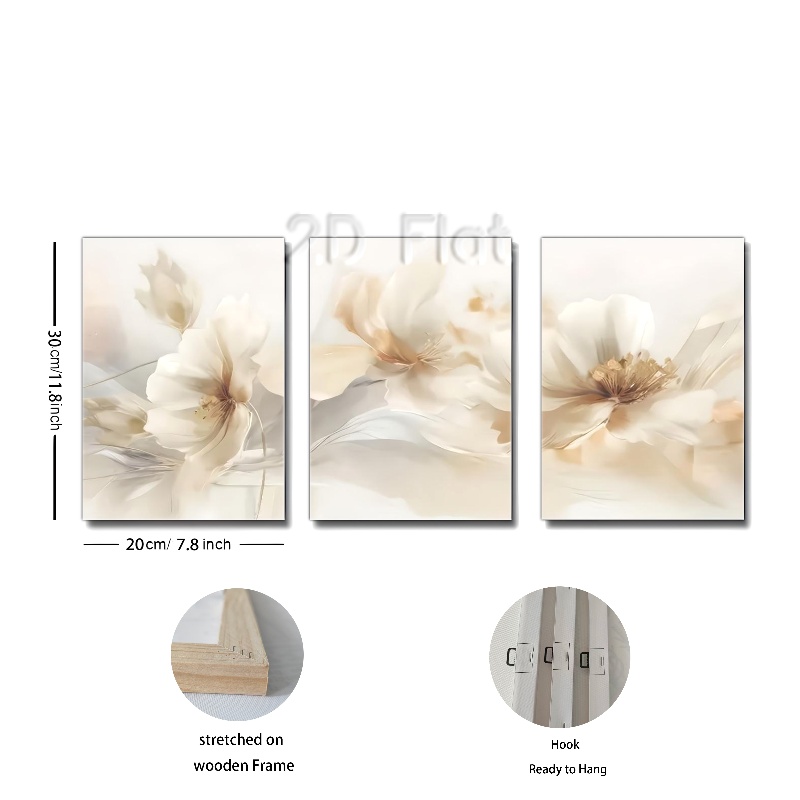 2D Flat
30cm/11.8inch
20cm/ 7.8 inch
stretched on
wooden Frame
Hook
Ready to Hang